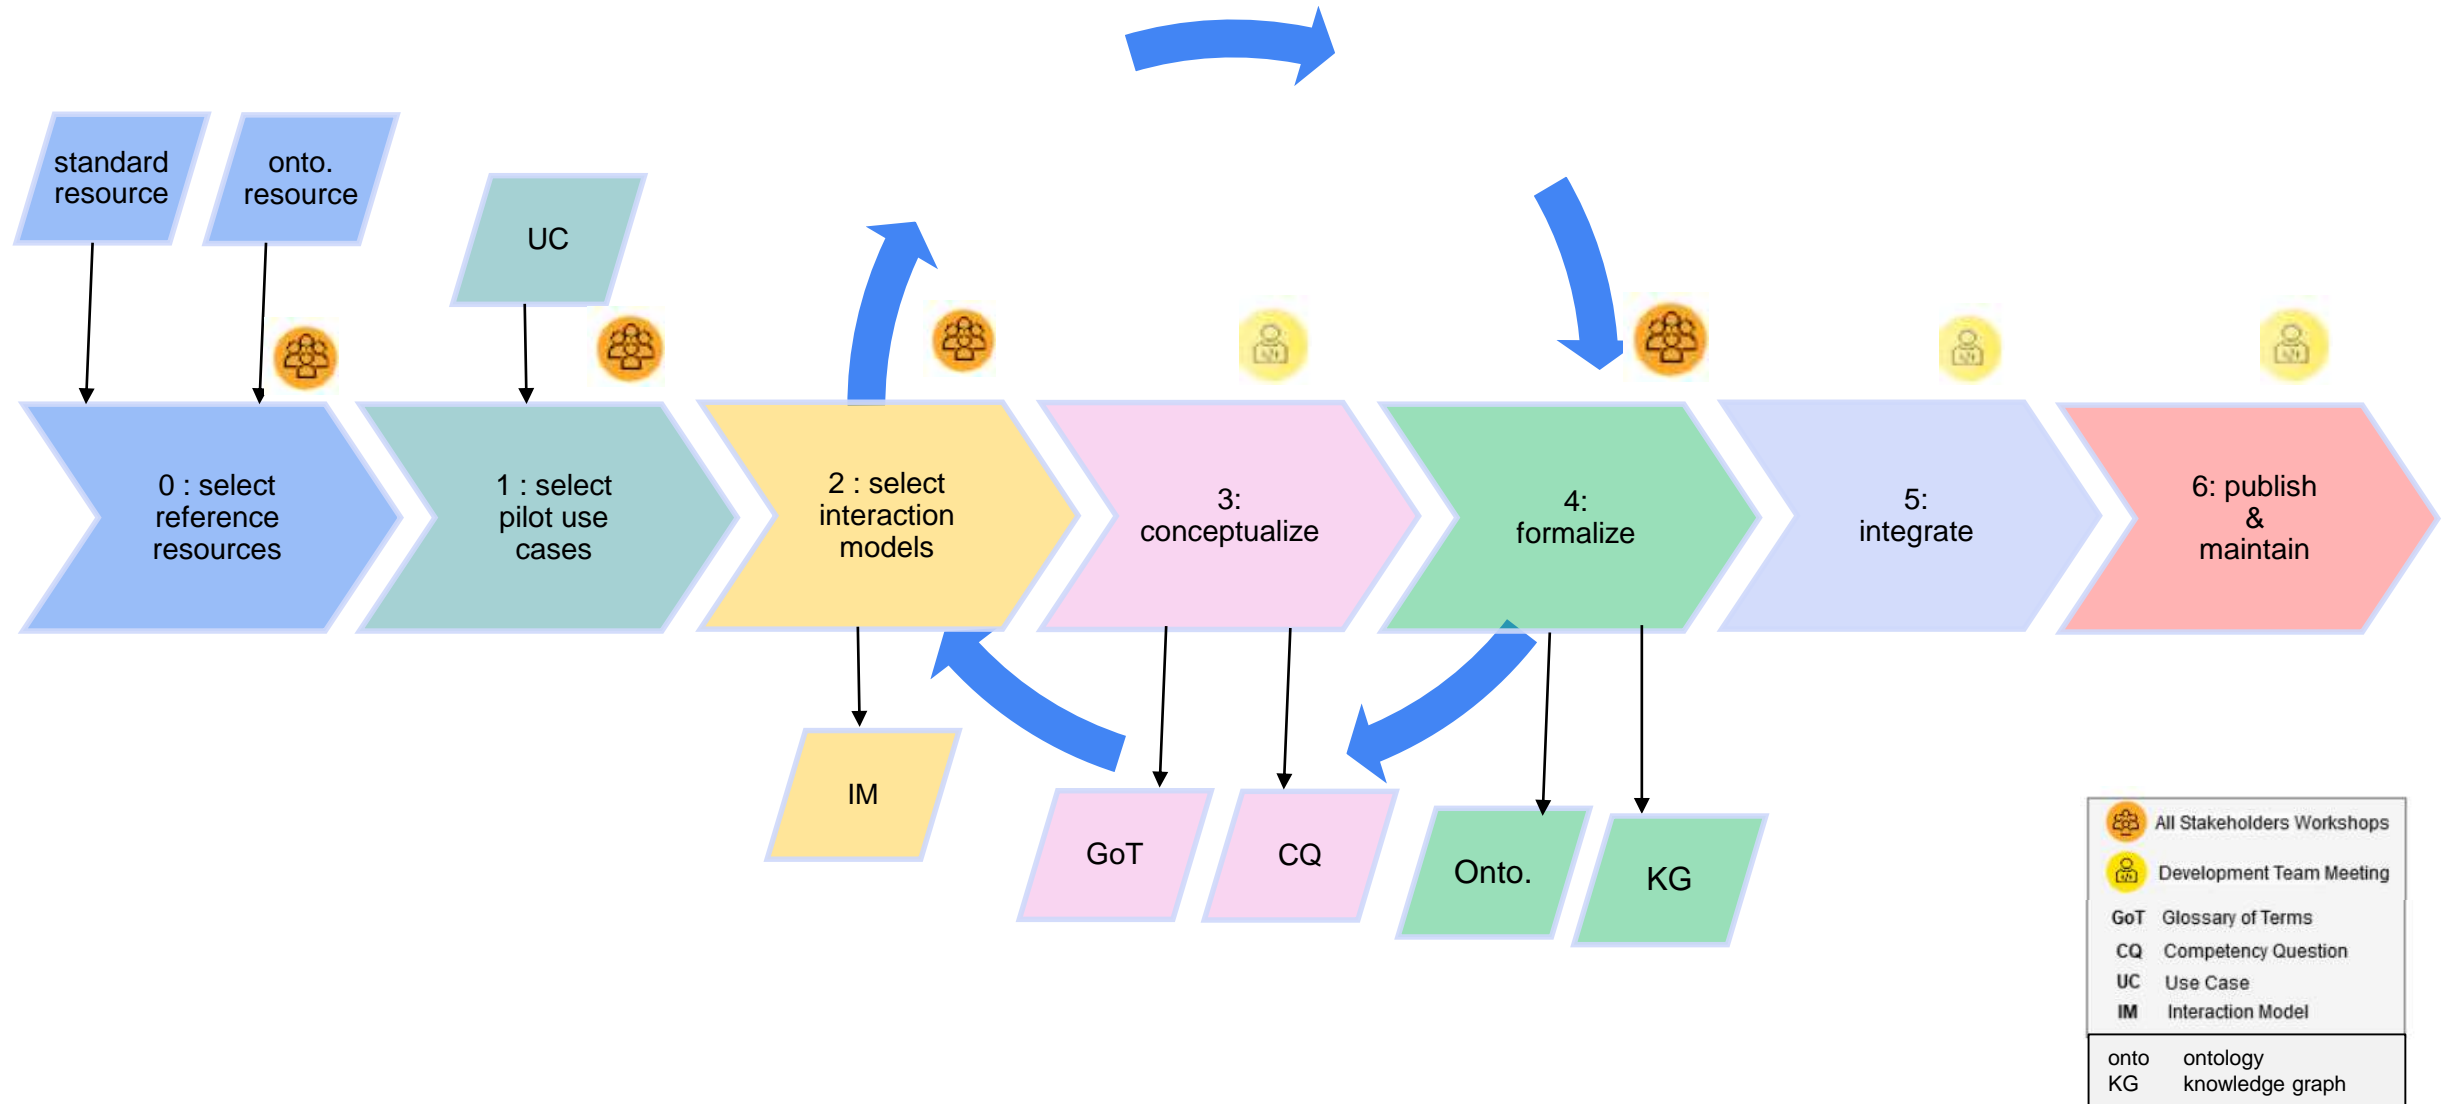 standard
resource
onto.
resource
UC
0 : select
reference
resources
1 : select
pilot use
cases
2 : select
interaction
models
3:
conceptualize
4:
formalize
5:
integrate
6: publish
&
maintain
IM
GoT
CQ
Onto.
KG
All Stakeholders Workshops
Development Team Meeting
GoT Glossary of Terms
CQ Competency Question
UC Use Case
IM Interaction Model
onto ontology
KG knowledge graph